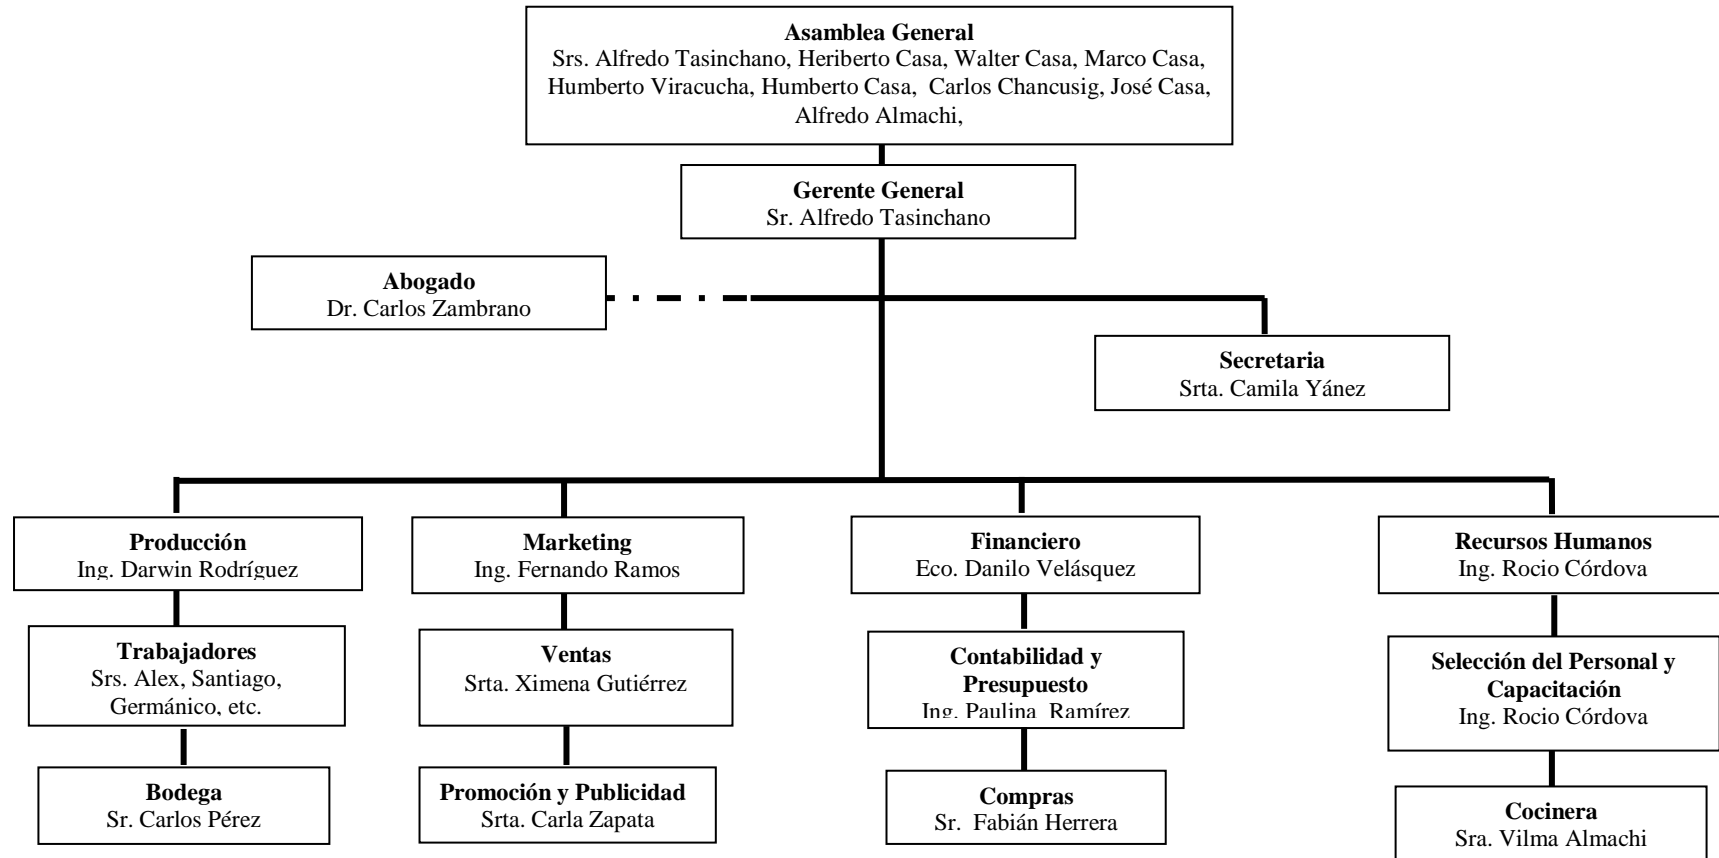 Asamblea General
Srs. Alfredo Tasinchano, Heriberto Casa, Walter Casa, Marco Casa,
Humberto Viracucha, Humberto Casa, Carlos Chancusig, José Casa,
Alfredo Almachi,
Gerente General
Sr. Alfredo Tasinchano
Abogado
Dr. Carlos Zambrano
Secretaria
Srta. Camila Yánez
Producción
Ing. Darwin Rodríguez
Marketing
Ing. Fernando Ramos
Financiero
Eco. Danilo Velásquez
Recursos Humanos
Ing. Rocio Córdova
Trabajadores
Srs. Alex, Santiago,
Germánico, etc.
Ventas
Srta. Ximena Gutiérrez
Contabilidad y
Presupuesto
Ing. Paulina Ramírez
Selección del Personal y
Capacitación
Ing. Rocio Córdova
Bodega
Sr. Carlos Pérez
Promoción y Publicidad
Srta. Carla Zapata
Compras
Sr. Fabián Herrera
Cocinera
Sra. Vilma Almachi